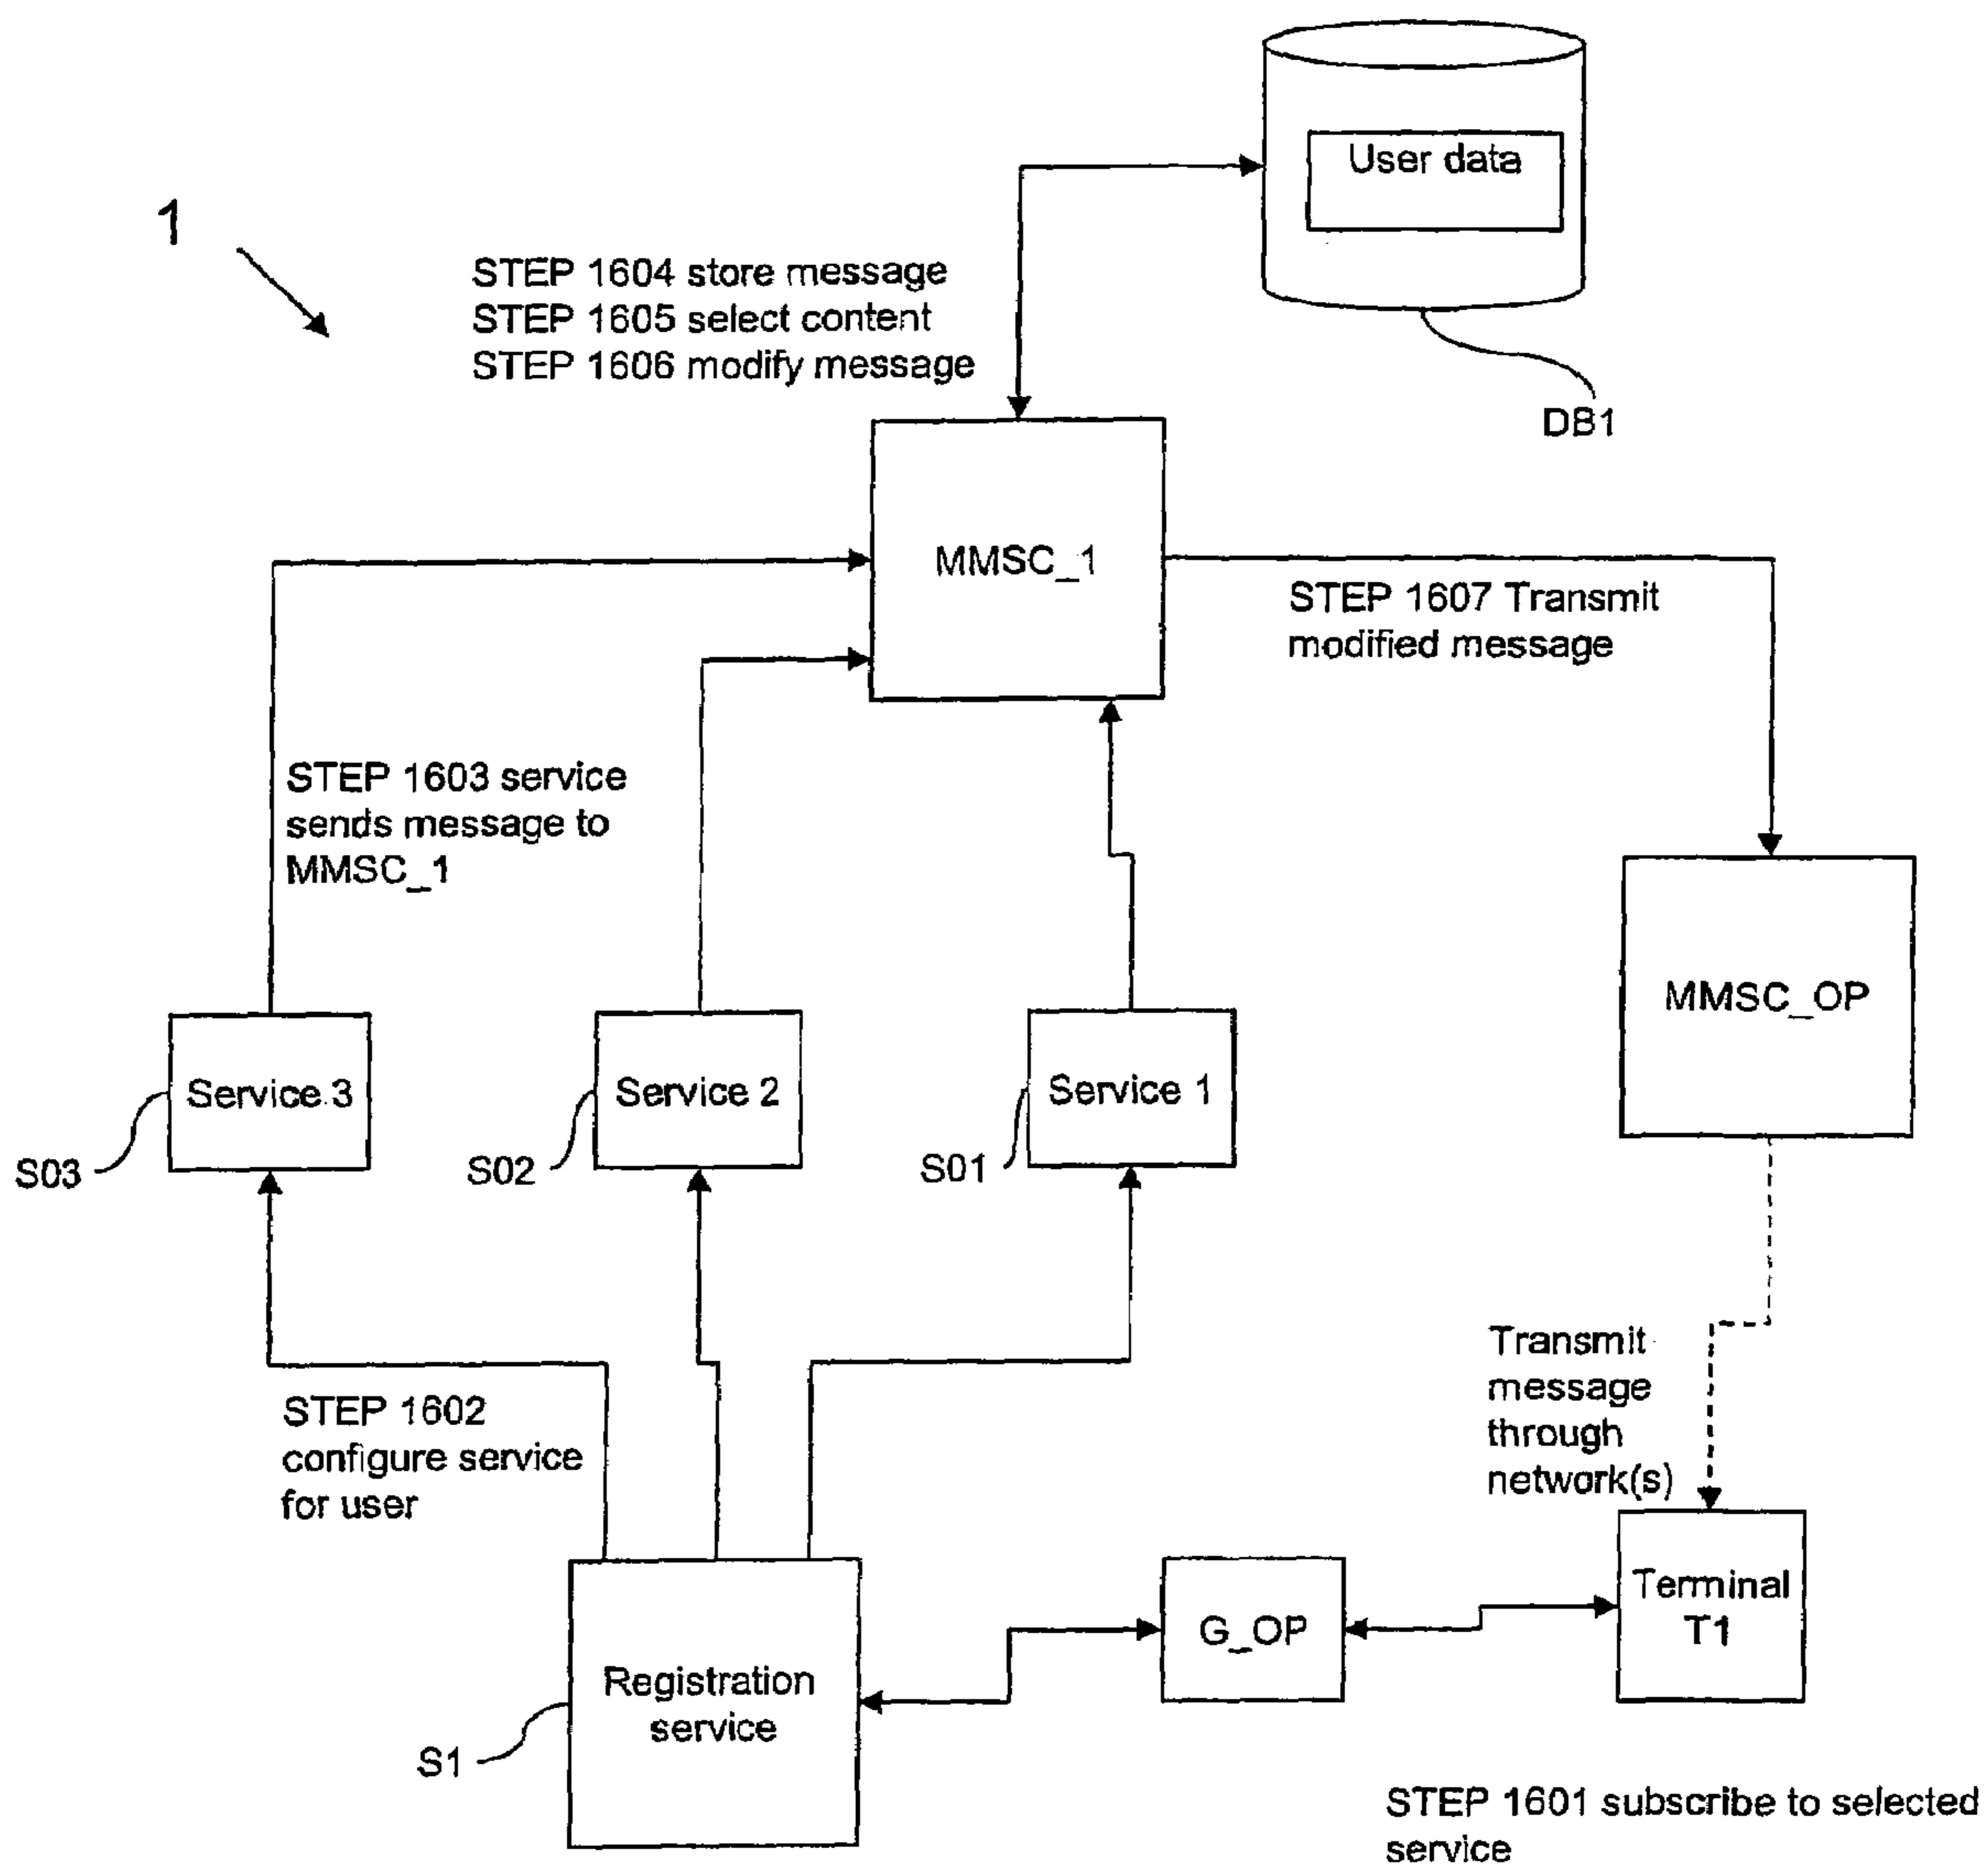 User data
1
STEP 1604 store message
STEP 1605 select content
STEP 1606 modify message
DB1
MMSC_1
STEP 1607 Transmit
modified message
STEP 1603 service
sends message to
MMSC_1
MMSC_OP
Service 3
Service 2
Service 1
S03
S02
S01
Transmit
message
through
network(s)
STEP 1602
configure service
for user
Terminal
T1
G_OP
Registration
service
S1
STEP 1601 subscribe to selected
service